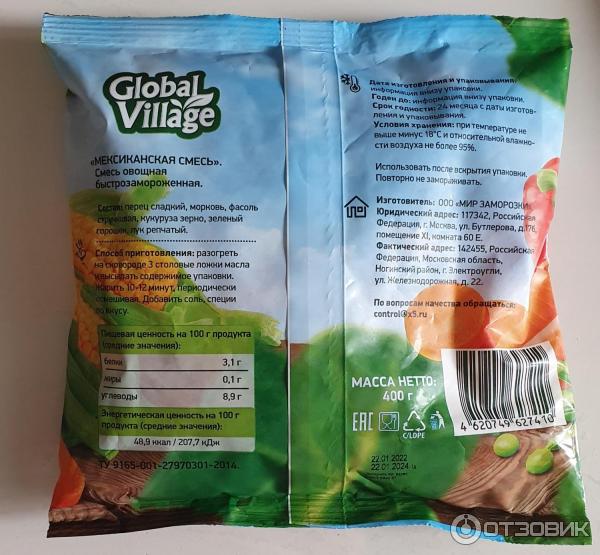 Global
Village
«МЕКСИКАНСКАЯ СМЕСЬ».
Смесь овощная
быстрозамороженная.
Состав: перец сладкий, морковь, фасоль
стручковая, кукуруза зерно, зеленый
горошек, лук репчатый.
Способ приготовления: разогреть
на сковороде 3 столовые ложки масла
и высыпать содержимое упаковки.
Жарить 10-12 минут, периодически
помешивая. Добавить соль, специи
по вкусу.
Пищевая ценность на 100 г продукта
(средние значения):
белки 3,1 г
жиры 0,1 г
углеводы 8,9 г
Энергетическая ценность на 100 г
продукта (средние значения):
48,9 ккал / 207,7 кДж
ТУ 9165-001-27970301-2014.
Дата изготовления и упаковывания:
информация внизу упаковки.
Годен до: информация внизу упаковки.
Срок годности: 24 месяца с даты изготов-
ления и упаковывания.
Условия хранения: при температуре не
выше минус 18°С и относительной влажно-
сти воздуха не более 95%.
Использовать после вскрытия упаковки.
Повторно не замораживать.
Изготовитель: ООО «МИР ЗАМОРОЗКИ».
Юридический адрес: 117342, Российская
Федерация, г. Москва, ул. Бутлерова, д.17б,
помещение XI, комната 60 Е.
Фактический адрес: 142455, Российская
Федерация, Московская область,
Ногинский район, г. Электроугли,
ул. Железнодорожная, д. 22.
По вопросам качества обращаться:
control@x5.ru
МАССА НЕТТО:
400 г
EAC
C/LDPE
4 620749 627410
22.01 2022
22.01 2024
ОТЗОВИК